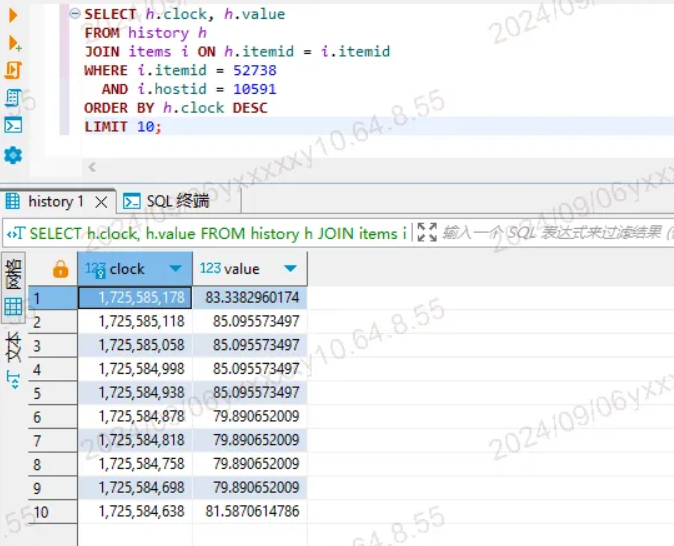 SELECT h.clock, h.value
FROM history h
JOIN items i ON h.itemid = i.itemid
WHERE i.itemid = 52738
AND i.hostid = 10591
ORDER BY h.clock DESC
LIMIT 10;
history 1
SQL 终端
SELECT h.clock, h.value FROM history h JOIN items i
输入一个 SQL 表达式来过滤结果
网格
文本
123 clock 123 value
1 1,725,585,178 83.3382960174
2 1,725,585,118 85.095573497
3 1,725,585,058 85.095573497
4 1,725,584,998 85.095573497
5 1,725,584,938 85.095573497
6 1,725,584,878 79.890652009
7 1,725,584,818 79.890652009
8 1,725,584,758 79.890652009
9 1,725,584,698 79.890652009
10 1,725,584,638 81.5870614786
2024/09/06yxxxxxy10.64.8.55